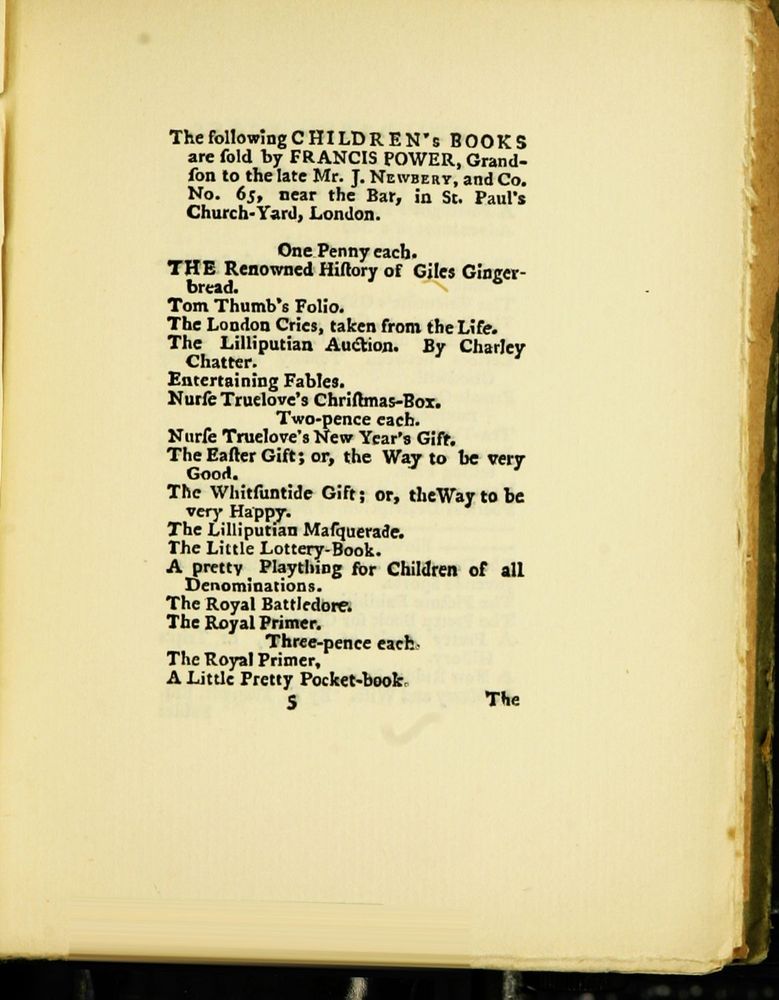 The following CHILDREN's BOOKS
are ſold by FRANCIS POWER, Grand-
ſon to the late Mr. J. NEWBERY, and Co.
No. 65, near the Bar, in St. Paul's
Church-Yard, London.
One Penny each.
THE Renowned Hiſtory of Giles Ginger-
bread.
Tom Thumb's Folio.
The London Cries, taken from the Life.
The Lilliputian Auction. By Charley
Chatter.
Entertaining Fables.
Nurſe Truelove's Chriſtmas-Box.
Two-pence each.
Nurſe Truelove's New Year's Gift.
The Eaſter Gift; or, the Way to be very
Good.
The Whitſuntide Gift; or, the Way to be
very Happy.
The Lilliputian Maſquerade.
The Little Lottery-Book.
A pretty Plaything for Children of all
Denominations.
The Royal Battledore.
The Royal Primer.
Three-pence each.
The Royal Primer,
A Little Pretty Pocket-book.
S The